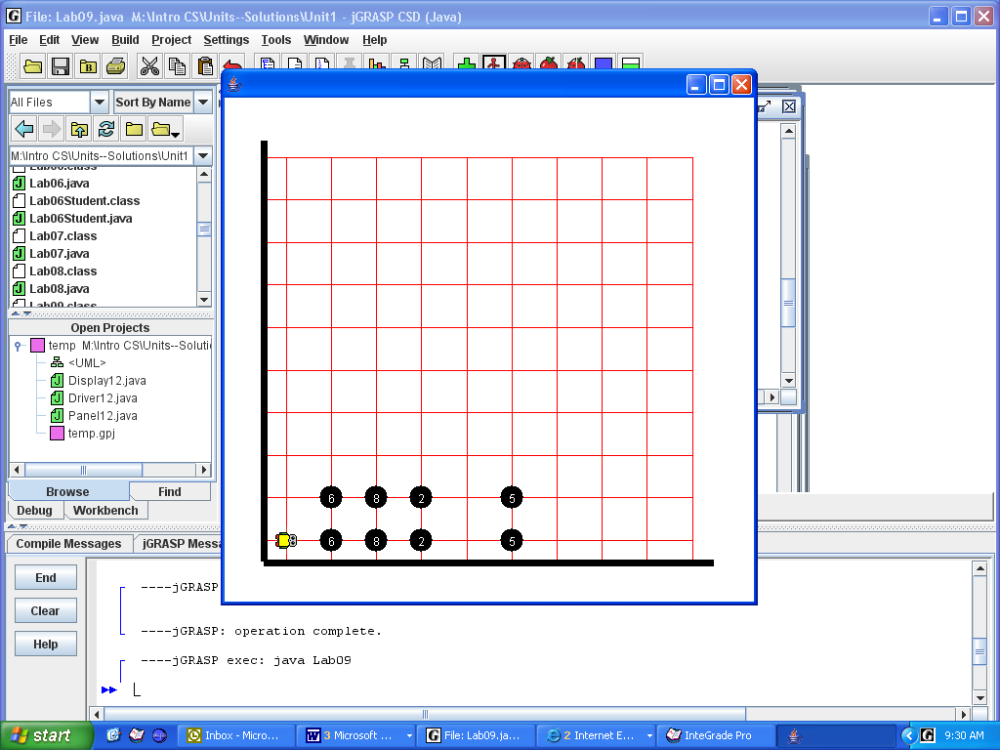 File: Lab09.java M:\Intro CS\Units--Solutions\Unit1 - jGRASP CSD (Java)
File Edit View Build Project Settings Tools Window Help
All Files Sort By Name
M:\Intro CS\Units--Solutions\Unit1
Lab06.class
Lab06.java
Lab06Student.class
Lab06Student.java
Lab07.class
Lab07.java
Lab08.class
Lab08.java
Lab09.class
Open Projects
temp M:\Intro CS\Units--Soluti
<UML>
Display12.java
Driver12.java
Panel12.java
temp.gpj
Browse Find
Debug Workbench
6 8 2 5
6 8 2 5
Compile Messages jGRASP Mess
End
Clear
Help
----jGRASP
----jGRASP: operation complete.
----jGRASP exec: java Lab09
start Inbox - Micro... 3 Microsoft ... File: Lab09.ja... 2 Internet E... InteGrade Pro 9:30 AM